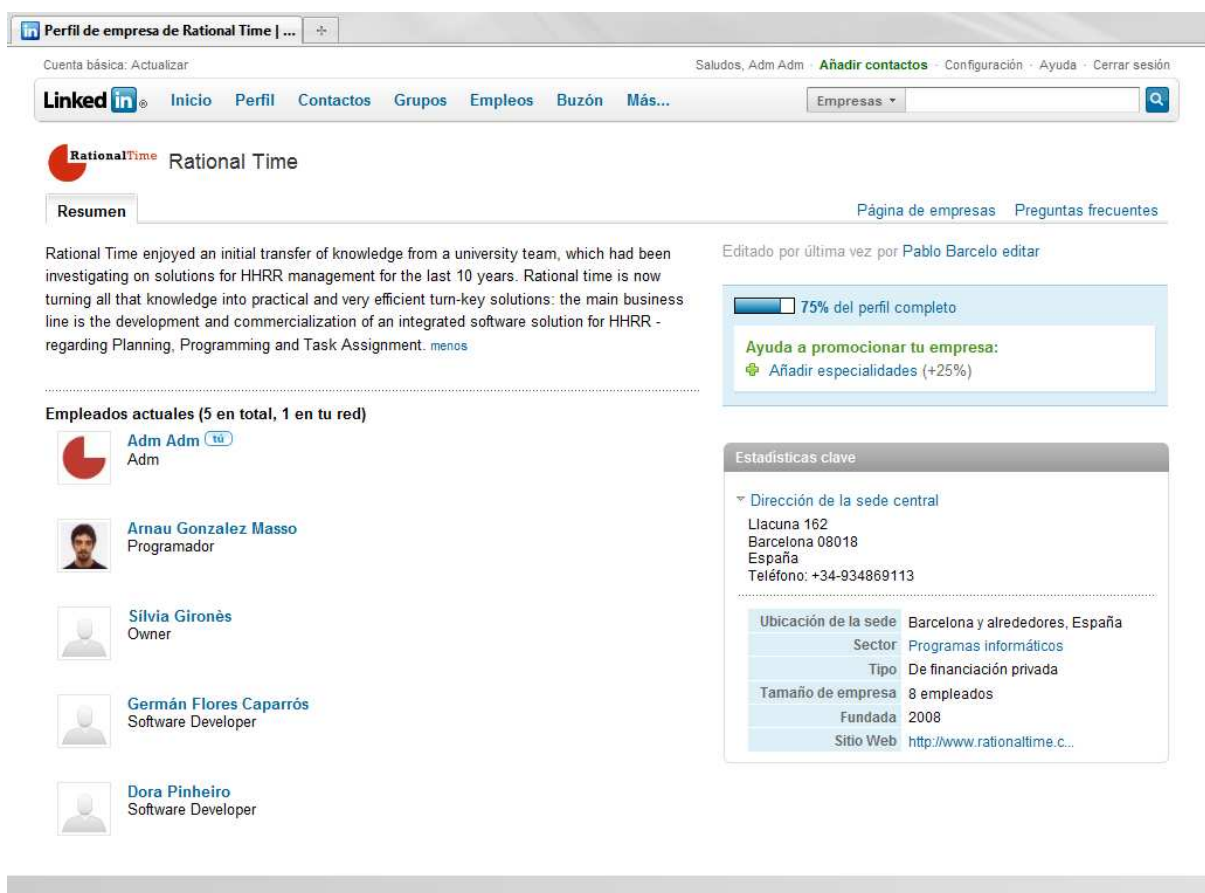 Perfil de empresa de Rational Time | ...
Cuenta básica: Actualizar
Saludos, Adm Adm · Añadir contactos · Configuración · Ayuda · Cerrar sesión
Linked in ® Inicio Perfil Contactos Grupos Empleos Buzón Más... Empresas
RationalTime Rational Time
Resumen
Página de empresas Preguntas frecuentes
Rational Time enjoyed an initial transfer of knowledge from a university team, which had been
investigating on solutions for HHRR management for the last 10 years. Rational time is now
turning all that knowledge into practical and very efficient turn-key solutions: the main business
line is the development and commercialization of an integrated software solution for HHRR -
regarding Planning, Programming and Task Assignment. menos
Empleados actuales (5 en total, 1 en tu red)
Adm Adm tú
Adm
Arnau Gonzalez Masso
Programador
Sílvia Gironès
Owner
Germán Flores Caparrós
Software Developer
Dora Pinheiro
Software Developer
Editado por última vez por Pablo Barcelo editar
75% del perfil completo
Ayuda a promocionar tu empresa:
Añadir especialidades (+25%)
Estadísticas clave
Dirección de la sede central
Llacuna 162
Barcelona 08018
España
Teléfono: +34-934869113
Ubicación de la sede Barcelona y alrededores, España
Sector Programas informáticos
Tipo De financiación privada
Tamaño de empresa 8 empleados
Fundada 2008
Sitio Web http://www.rationaltime.c...